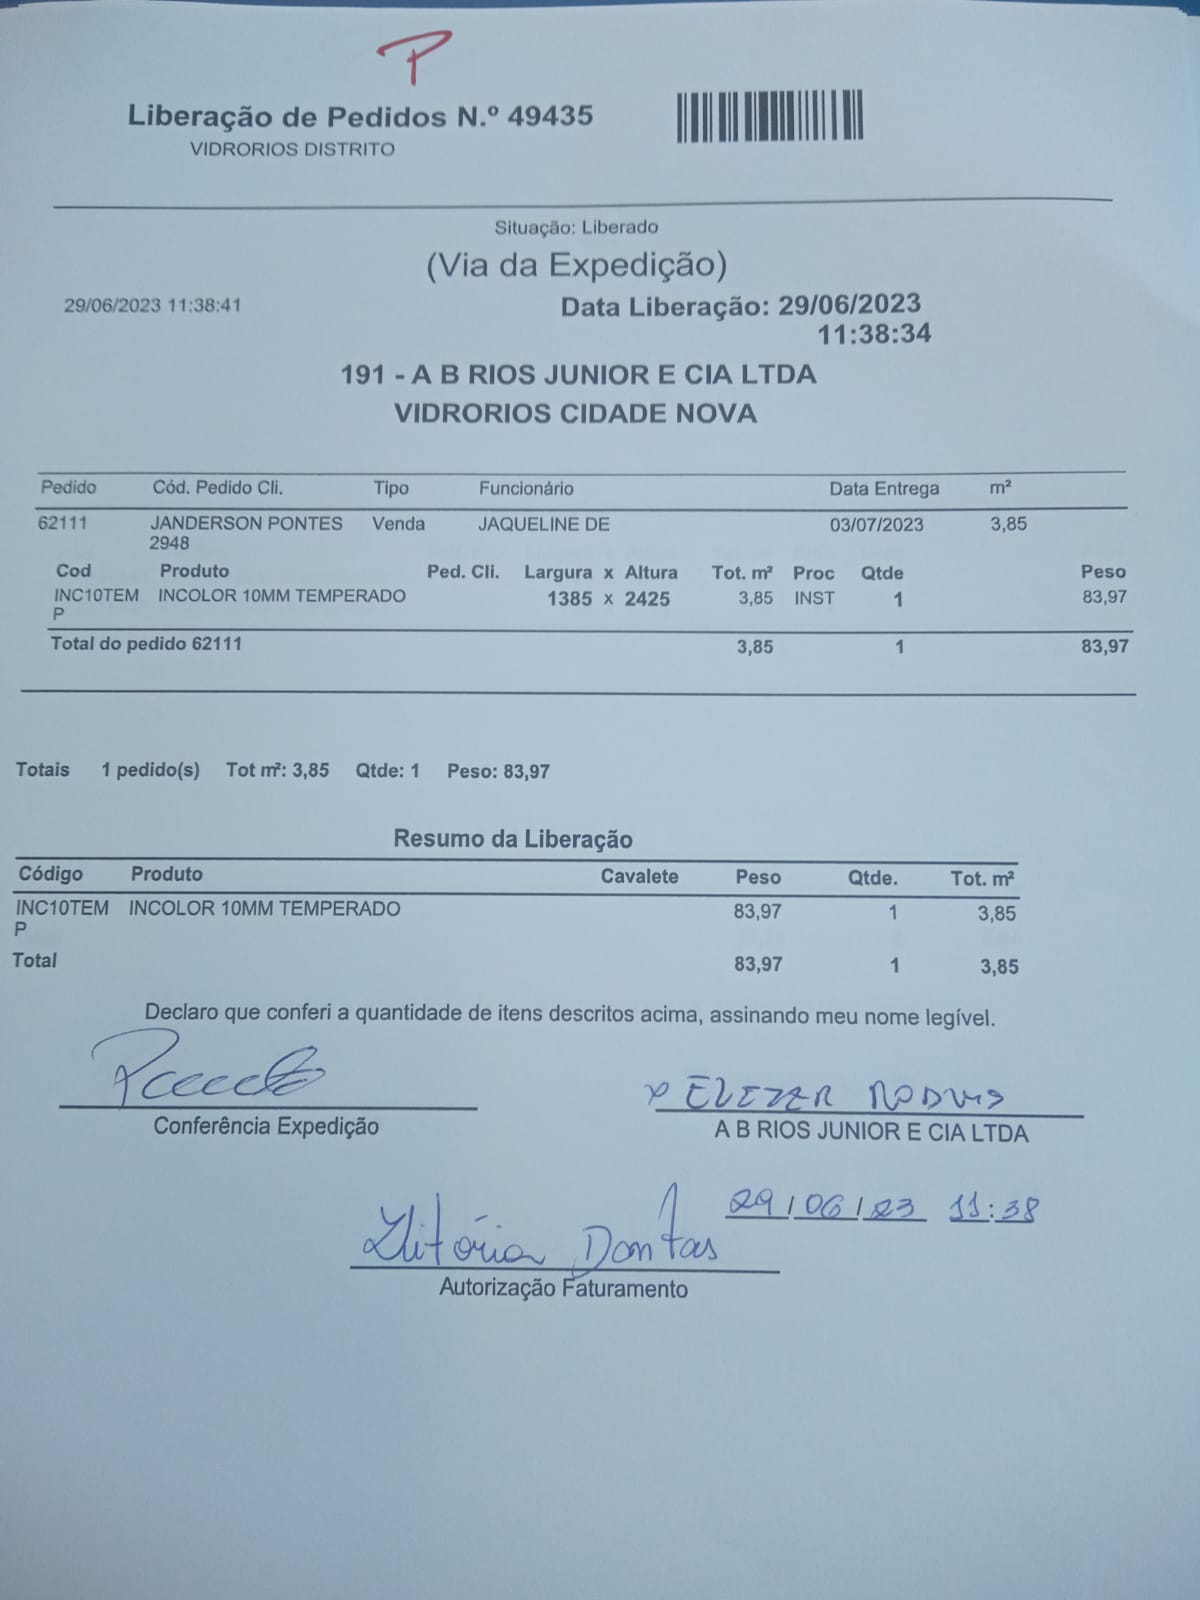 P
Liberação de Pedidos N.º 49435
VIDRORIOS DISTRITO
Situação: Liberado
(Via da Expedição)
29/06/2023 11:38:41
Data Liberação: 29/06/2023
11:38:34
191 - A B RIOS JUNIOR E CIA LTDA
VIDRORIOS CIDADE NOVA
Pedido Cód. Pedido Cli. Tipo Funcionário Data Entrega m²
62111 JANDERSON PONTES Venda JAQUELINE DE 03/07/2023 3,85
2948
Cod Produto Ped. Cli. Largura x Altura Tot. m² Proc Qtde Peso
INC10TEM INCOLOR 10MM TEMPERADO 1385 x 2425 3,85 INST 1 83,97
P
Total do pedido 62111 3,85 1 83,97
Totais 1 pedido(s) Tot m²: 3,85 Qtde: 1 Peso: 83,97
Resumo da Liberação
Código Produto Cavalete Peso Qtde. Tot. m²
INC10TEM INCOLOR 10MM TEMPERADO 83,97 1 3,85
P
Total 83,97 1 3,85
Declaro que conferi a quantidade de itens descritos acima, assinando meu nome legível.
x ELEZER
Conferência Expedição A B RIOS JUNIOR E CIA LTDA
29/06/23 11:38
Dantas
Autorização Faturamento